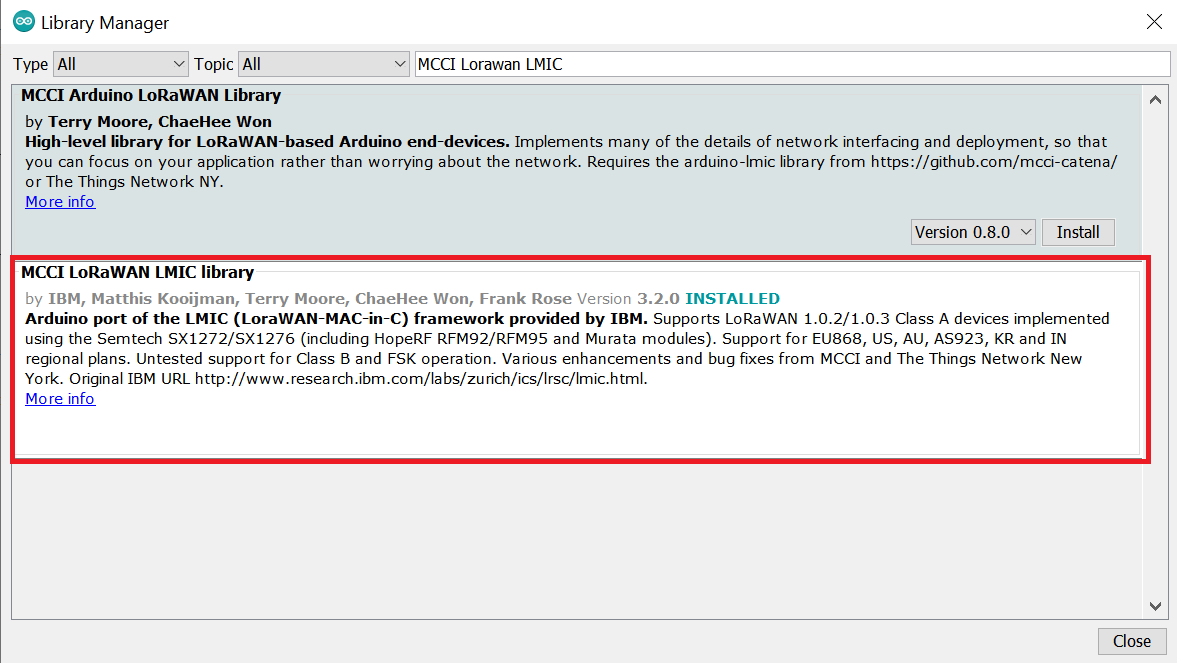 Library Manager
Type All Topic All MCCI Lorawan LMIC
MCCI Arduino LoRaWAN Library
by Terry Moore, ChaeHee Won
High-level library for LoRaWAN-based Arduino end-devices. Implements many of the details of network interfacing and deployment, so that
you can focus on your application rather than worrying about the network. Requires the arduino-lmic library from https://github.com/mcci-catena/
or The Things Network NY.
More info
Version 0.8.0 Install
MCCI LoRaWAN LMIC library
by IBM, Matthis Kooijman, Terry Moore, ChaeHee Won, Frank Rose Version 3.2.0 INSTALLED
Arduino port of the LMIC (LoraWAN-MAC-in-C) framework provided by IBM. Supports LoRaWAN 1.0.2/1.0.3 Class A devices implemented
using the Semtech SX1272/SX1276 (including HopeRF RFM92/RFM95 and Murata modules). Support for EU868, US, AU, AS923, KR and IN
regional plans. Untested support for Class B and FSK operation. Various enhancements and bug fixes from MCCI and The Things Network New
York. Original IBM URL http://www.research.ibm.com/labs/zurich/ics/lrsc/lmic.html.
More info
Close